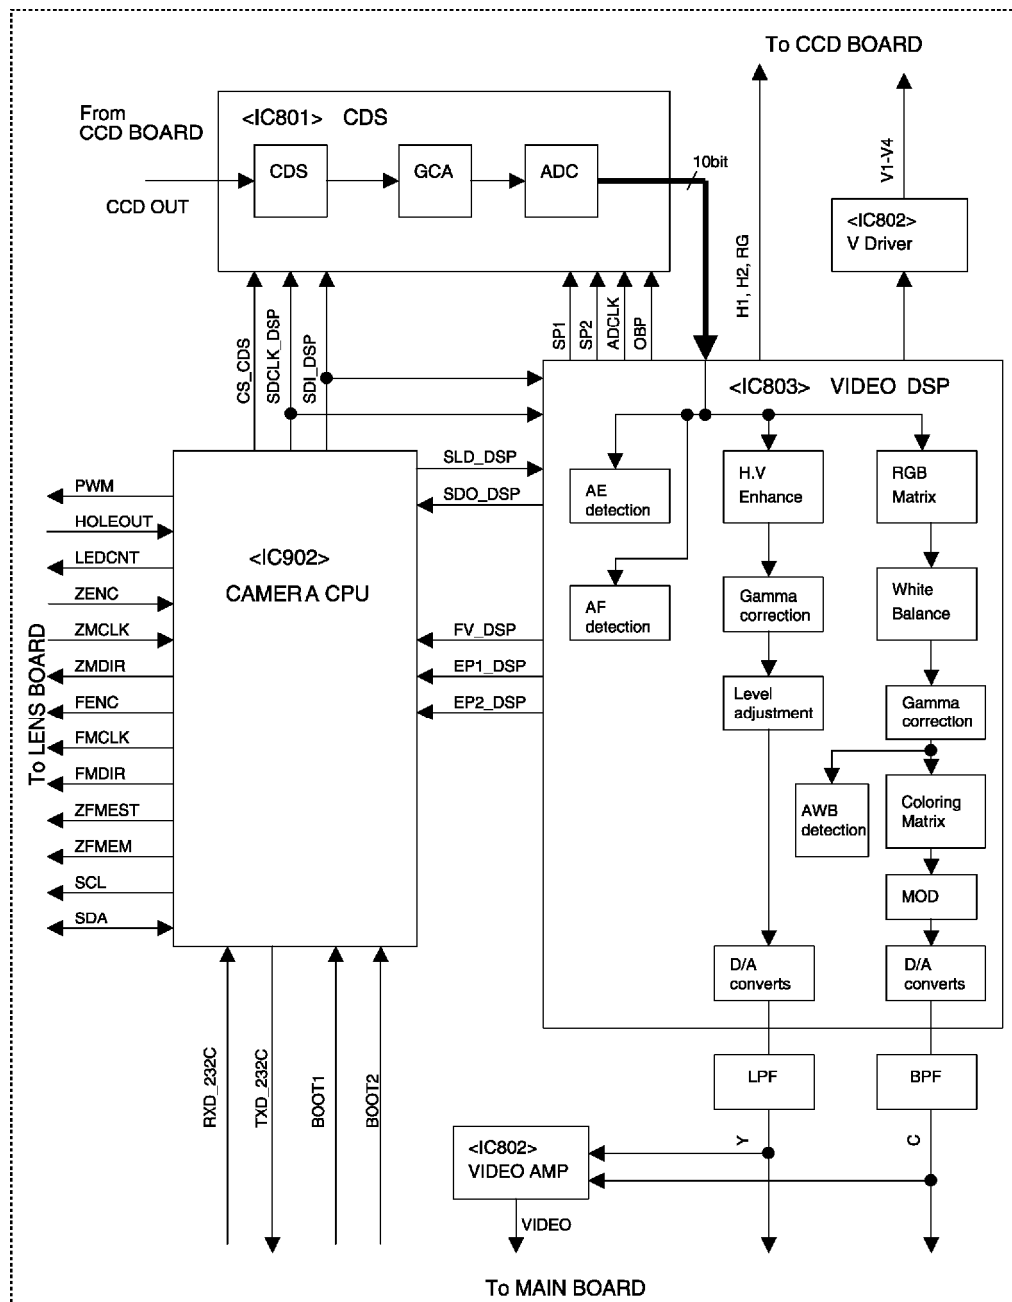 To CCD BOARD
From
CCD BOARD
<IC801> CDS
CDS
GCA
ADC
10bit
CCD OUT
H1, H2, RG
V1-V4
<IC802>
V Driver
CS_CDS
SDCLK_DSP
SDI_DSP
SP1
SP2
ADCLK
OBP
<IC803> VIDEO DSP
SLD_DSP
SDO_DSP
FV_DSP
EP1_DSP
EP2_DSP
<IC902>
CAMERA CPU
To LENS BOARD
PWM
HOLEOUT
LEDCNT
ZENC
ZMCLK
ZMDIR
FENC
FMCLK
FMDIR
ZFMEST
ZFMEM
SCL
SDA
AE
detection
AF
detection
H.V
Enhance
Gamma
correction
Level
adjustment
D/A
converts
RGB
Matrix
White
Balance
Gamma
correction
AWB
detection
Coloring
Matrix
MOD
D/A
converts
LPF
BPF
Y
C
RXD_232C
TXD_232C
BOOT1
BOOT2
<IC802>
VIDEO AMP
VIDEO
To MAIN BOARD